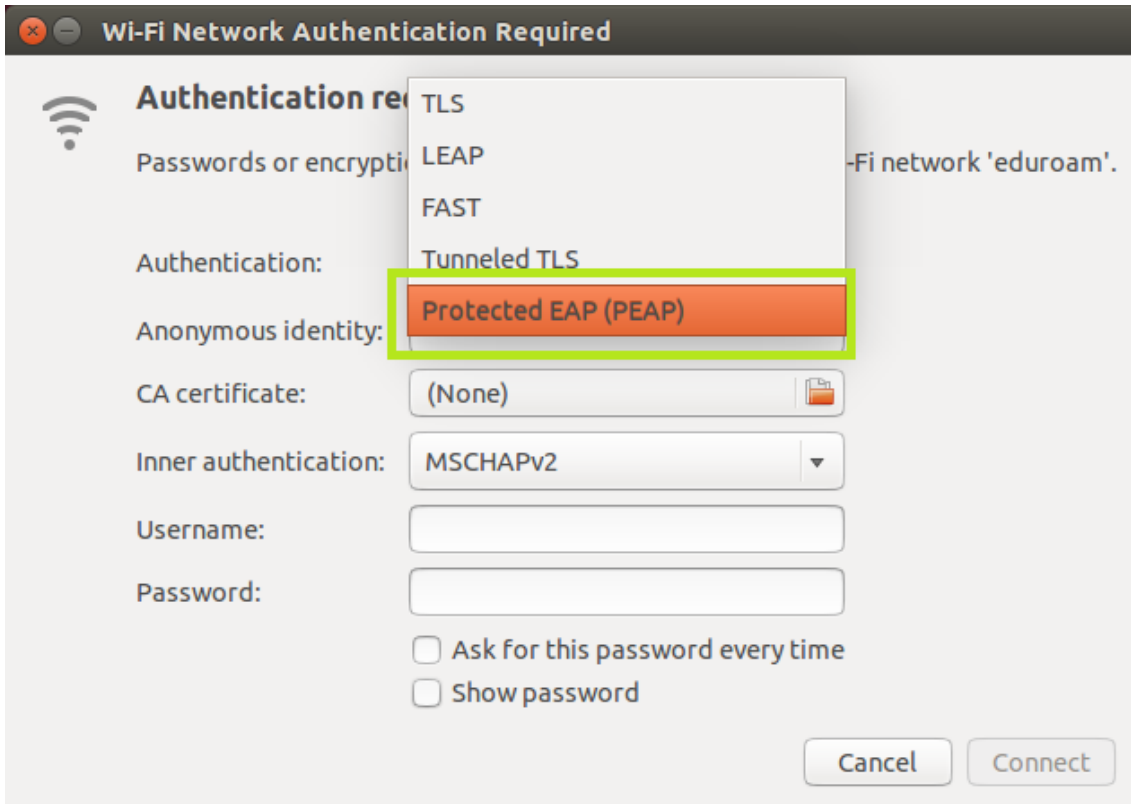 Wi-Fi Network Authentication Required
Authentication re
TLS
LEAP
Passwords or encrypti -Fi network 'eduroam'.
FAST
Authentication: Tunneled TLS
Protected EAP (PEAP)
Anonymous identity:
CA certificate: (None)
Inner authentication: MSCHAPv2
Username:
Password:
Ask for this password every time
Show password
Cancel Connect